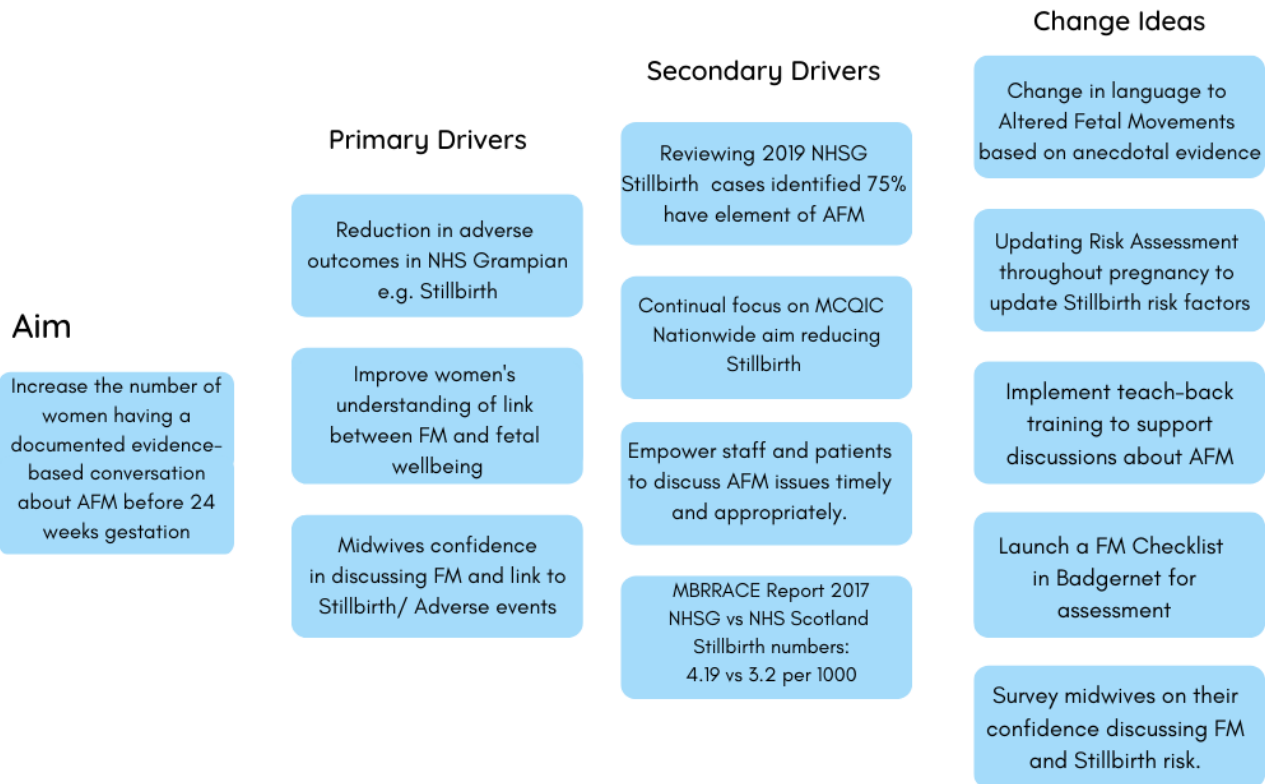 Aim
Increase the number of
women having a
documented evidence-
based conversation
about AFM before 24
weeks gestation
Primary Drivers
Reduction in adverse
outcomes in NHS Grampian
e.g. Stillbirth
Improve women's
understanding of link
between FM and fetal
wellbeing
Midwives confidence
in discussing FM and link to
Stillbirth/ Adverse events
Secondary Drivers
Reviewing 2019 NHSG
Stillbirth cases identified 75%
have element of AFM
Continual focus on MCQIC
Nationwide aim reducing
Stillbirth
Empower staff and patients
to discuss AFM issues timely
and appropriately.
MBRRACE Report 2017
NHSG vs NHS Scotland
Stillbirth numbers:
4.19 vs 3.2 per 1000
Change Ideas
Change in language to
Altered Fetal Movements
based on anecdotal evidence
Updating Risk Assessment
throughout pregnancy to
update Stillbirth risk factors
Implement teach-back
training to support
discussions about AFM
Launch a FM Checklist
in Badgernet for
assessment
Survey midwives on their
confidence discussing FM
and Stillbirth risk.